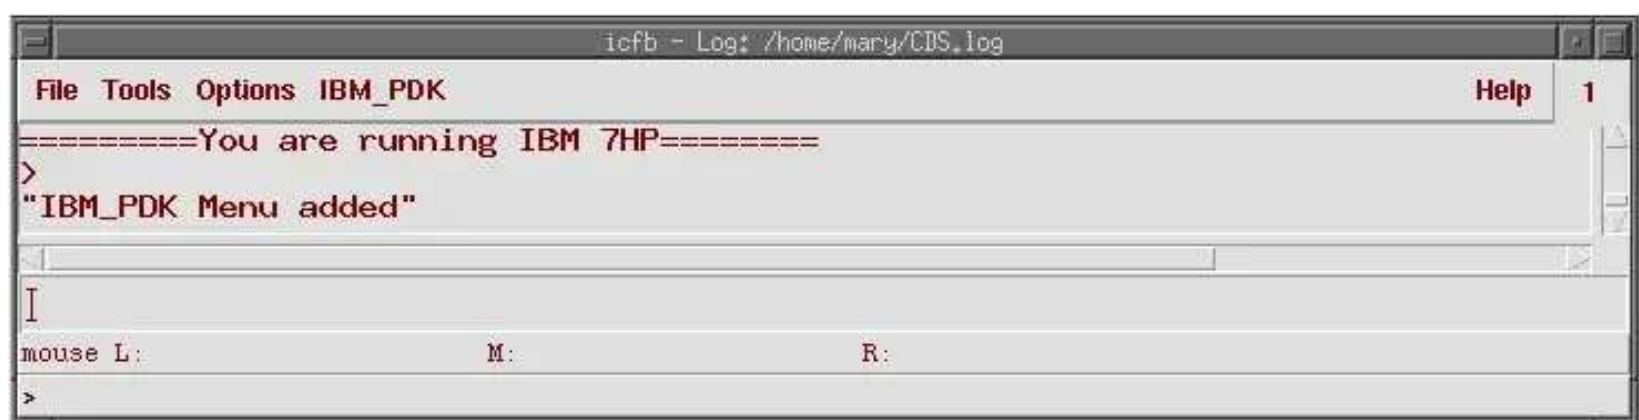 icfb - Log: /home/mary/CDS.log
File Tools Options IBM_PDK Help 1
=========You are running IBM 7HP========
>
"IBM_PDK Menu added"
mouse L: M: R:
>